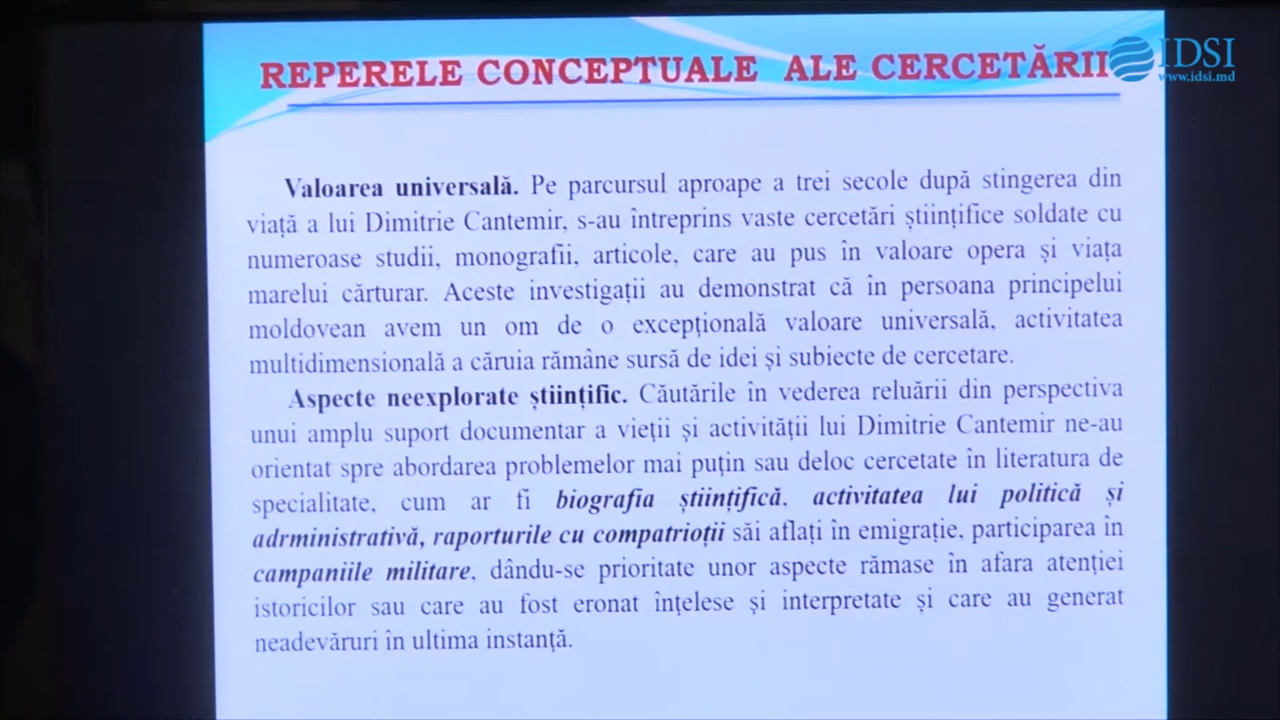 REPERELE CONCEPTUALE ALE CERCETĂRII
IDSI
www.idsi.md
Valoarea universală. Pe parcursul aproape a trei secole după stingerea din
viață a lui Dimitrie Cantemir, s-au întreprins vaste cercetări științifice soldate cu
numeroase studii, monografii, articole, care au pus în valoare opera și viața
marelui cărturar. Aceste investigații au demonstrat că în persoana principelui
moldovean avem un om de o excepțională valoare universală, activitatea
multidimensională a căruia rămâne sursă de idei și subiecte de cercetare.
Aspecte neexplorate științific. Căutările în vederea reluării din perspectiva
unui amplu suport documentar a vieții și activității lui Dimitrie Cantemir ne-au
orientat spre abordarea problemelor mai puțin sau deloc cercetate în literatura de
specialitate, cum ar fi biografia științifică, activitatea lui politică și
adrministrativă, raporturile cu compatrioții săi aflați în emigrație, participarea în
campaniile militare, dându-se prioritate unor aspecte rămase în afara atenției
istoricilor sau care au fost eronat înțelese și interpretate și care au generat
neadevăruri în ultima instanță.